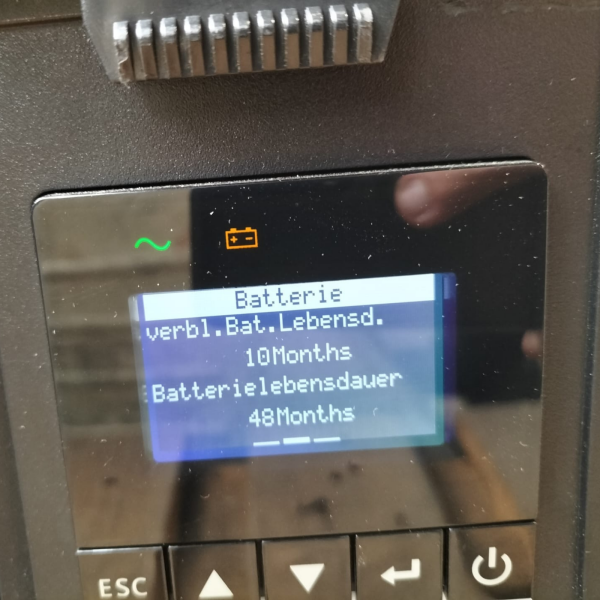 Batterie
verbl.Bat.Lebensd.
10Months
Batterielebensdauer
48Months
ESC